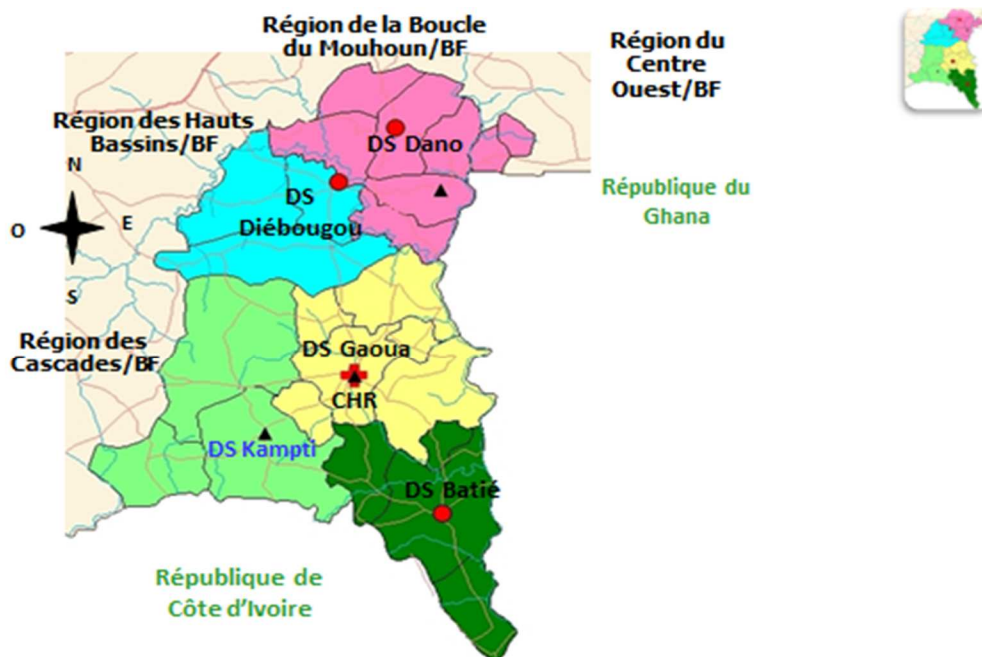 Région de la Boucle
du Mouhoun/BF
Région du
Centre
Ouest/BF
Région des Hauts
Bassins/BF
DS Dano
N
République du
Ghana
DS
Diébougou
O
E
S
Région des
Cascades/BF
DS Gaoua
CHR
DS Kampti
DS Batié
République de
Côte d'Ivoire